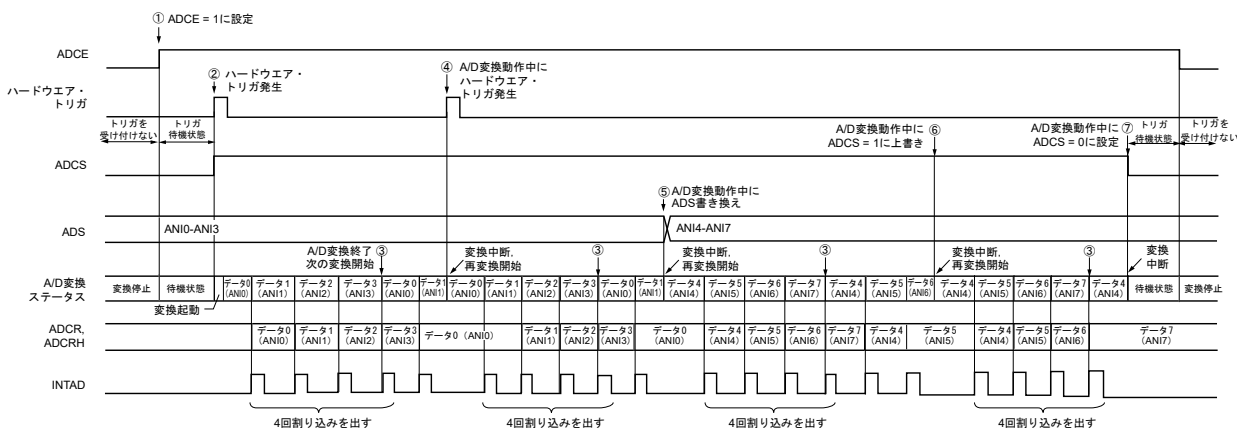 ① ADCE = 1に設定
ADCE
② ハードウエア・
トリガ発生
④ A/D変換動作中に
ハードウエア・
トリガ発生
ハードウエア・
トリガ
トリガを
受け付けない
トリガ
待機状態
A/D変換動作中に ⑥
ADCS = 1に上書き
A/D変換動作中に ⑦
ADCS = 0に設定
トリガ
待機状態
トリガを
受け付けない
ADCS
⑤ A/D変換動作中に
ADS書き換え
ADS
ANI0-ANI3
ANI4-ANI7
A/D変換終了 ③
次の変換開始
変換中断,
再変換開始
③
変換中断,
再変換開始
③
変換中断,
再変換開始
③
変換
中断
A/D変換
ステータス
変換停止
待機状態
変換起動
データ0
(ANI0)
データ1
(ANI1)
データ2
(ANI2)
データ3
(ANI3)
データ0
(ANI0)
データ1
(ANI1)
データ0
(ANI0)
データ1
(ANI1)
データ2
(ANI2)
データ3
(ANI3)
データ0
(ANI0)
データ1
(ANI1)
データ4
(ANI4)
データ5
(ANI5)
データ6
(ANI6)
データ7
(ANI7)
データ4
(ANI4)
データ5
(ANI5)
データ6
(ANI6)
データ4
(ANI4)
データ5
(ANI5)
データ6
(ANI6)
データ7
(ANI7)
データ4
(ANI4)
待機状態
変換停止
ADCR,
ADCRH
データ0
(ANI0)
データ1
(ANI1)
データ2
(ANI2)
データ3
(ANI3)
データ0 (ANI0)
データ1
(ANI1)
データ2
(ANI2)
データ3
(ANI3)
データ0
(ANI0)
データ4
(ANI4)
データ5
(ANI5)
データ6
(ANI6)
データ7
(ANI7)
データ4
(ANI4)
データ5
(ANI5)
データ4
(ANI4)
データ5
(ANI5)
データ6
(ANI6)
データ7
(ANI7)
INTAD
4回割り込みを出す
4回割り込みを出す
4回割り込みを出す
4回割り込みを出す